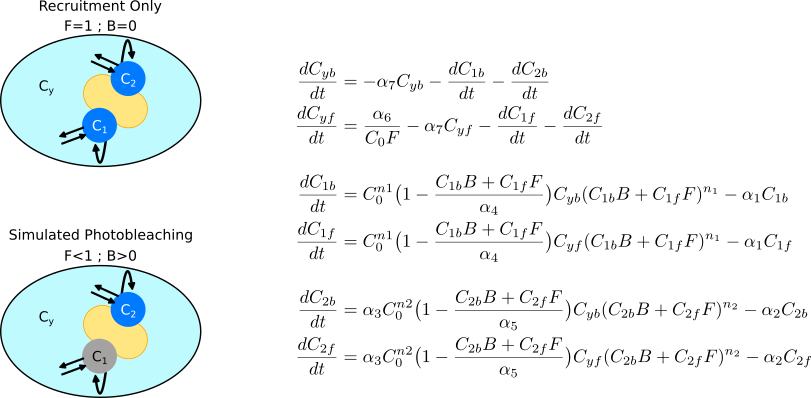 Recruitment Only
F=1 ; B=0
C₂
C_y
C₁
Simulated Photobleaching
F<1 ; B>0
C₂
C_y
C₁
\frac{dC_{yb}}{dt} = -\alpha_7 C_{yb} - \frac{dC_{1b}}{dt} - \frac{dC_{2b}}{dt}
\frac{dC_{yf}}{dt} = \frac{\alpha_6}{C_0 F} - \alpha_7 C_{yf} - \frac{dC_{1f}}{dt} - \frac{dC_{2f}}{dt}
\frac{dC_{1b}}{dt} = C_0^{n1}(1 - \frac{C_{1b}B + C_{1f}F}{\alpha_4})C_{yb}(C_{1b}B + C_{1f}F)^{n_1} - \alpha_1 C_{1b}
\frac{dC_{1f}}{dt} = C_0^{n1}(1 - \frac{C_{1b}B + C_{1f}F}{\alpha_4})C_{yf}(C_{1b}B + C_{1f}F)^{n_1} - \alpha_1 C_{1f}
\frac{dC_{2b}}{dt} = \alpha_3 C_0^{n2}(1 - \frac{C_{2b}B + C_{2f}F}{\alpha_5})C_{yb}(C_{2b}B + C_{2f}F)^{n_2} - \alpha_2 C_{2b}
\frac{dC_{2f}}{dt} = \alpha_3 C_0^{n2}(1 - \frac{C_{2b}B + C_{2f}F}{\alpha_5})C_{yf}(C_{2b}B + C_{2f}F)^{n_2} - \alpha_2 C_{2f}